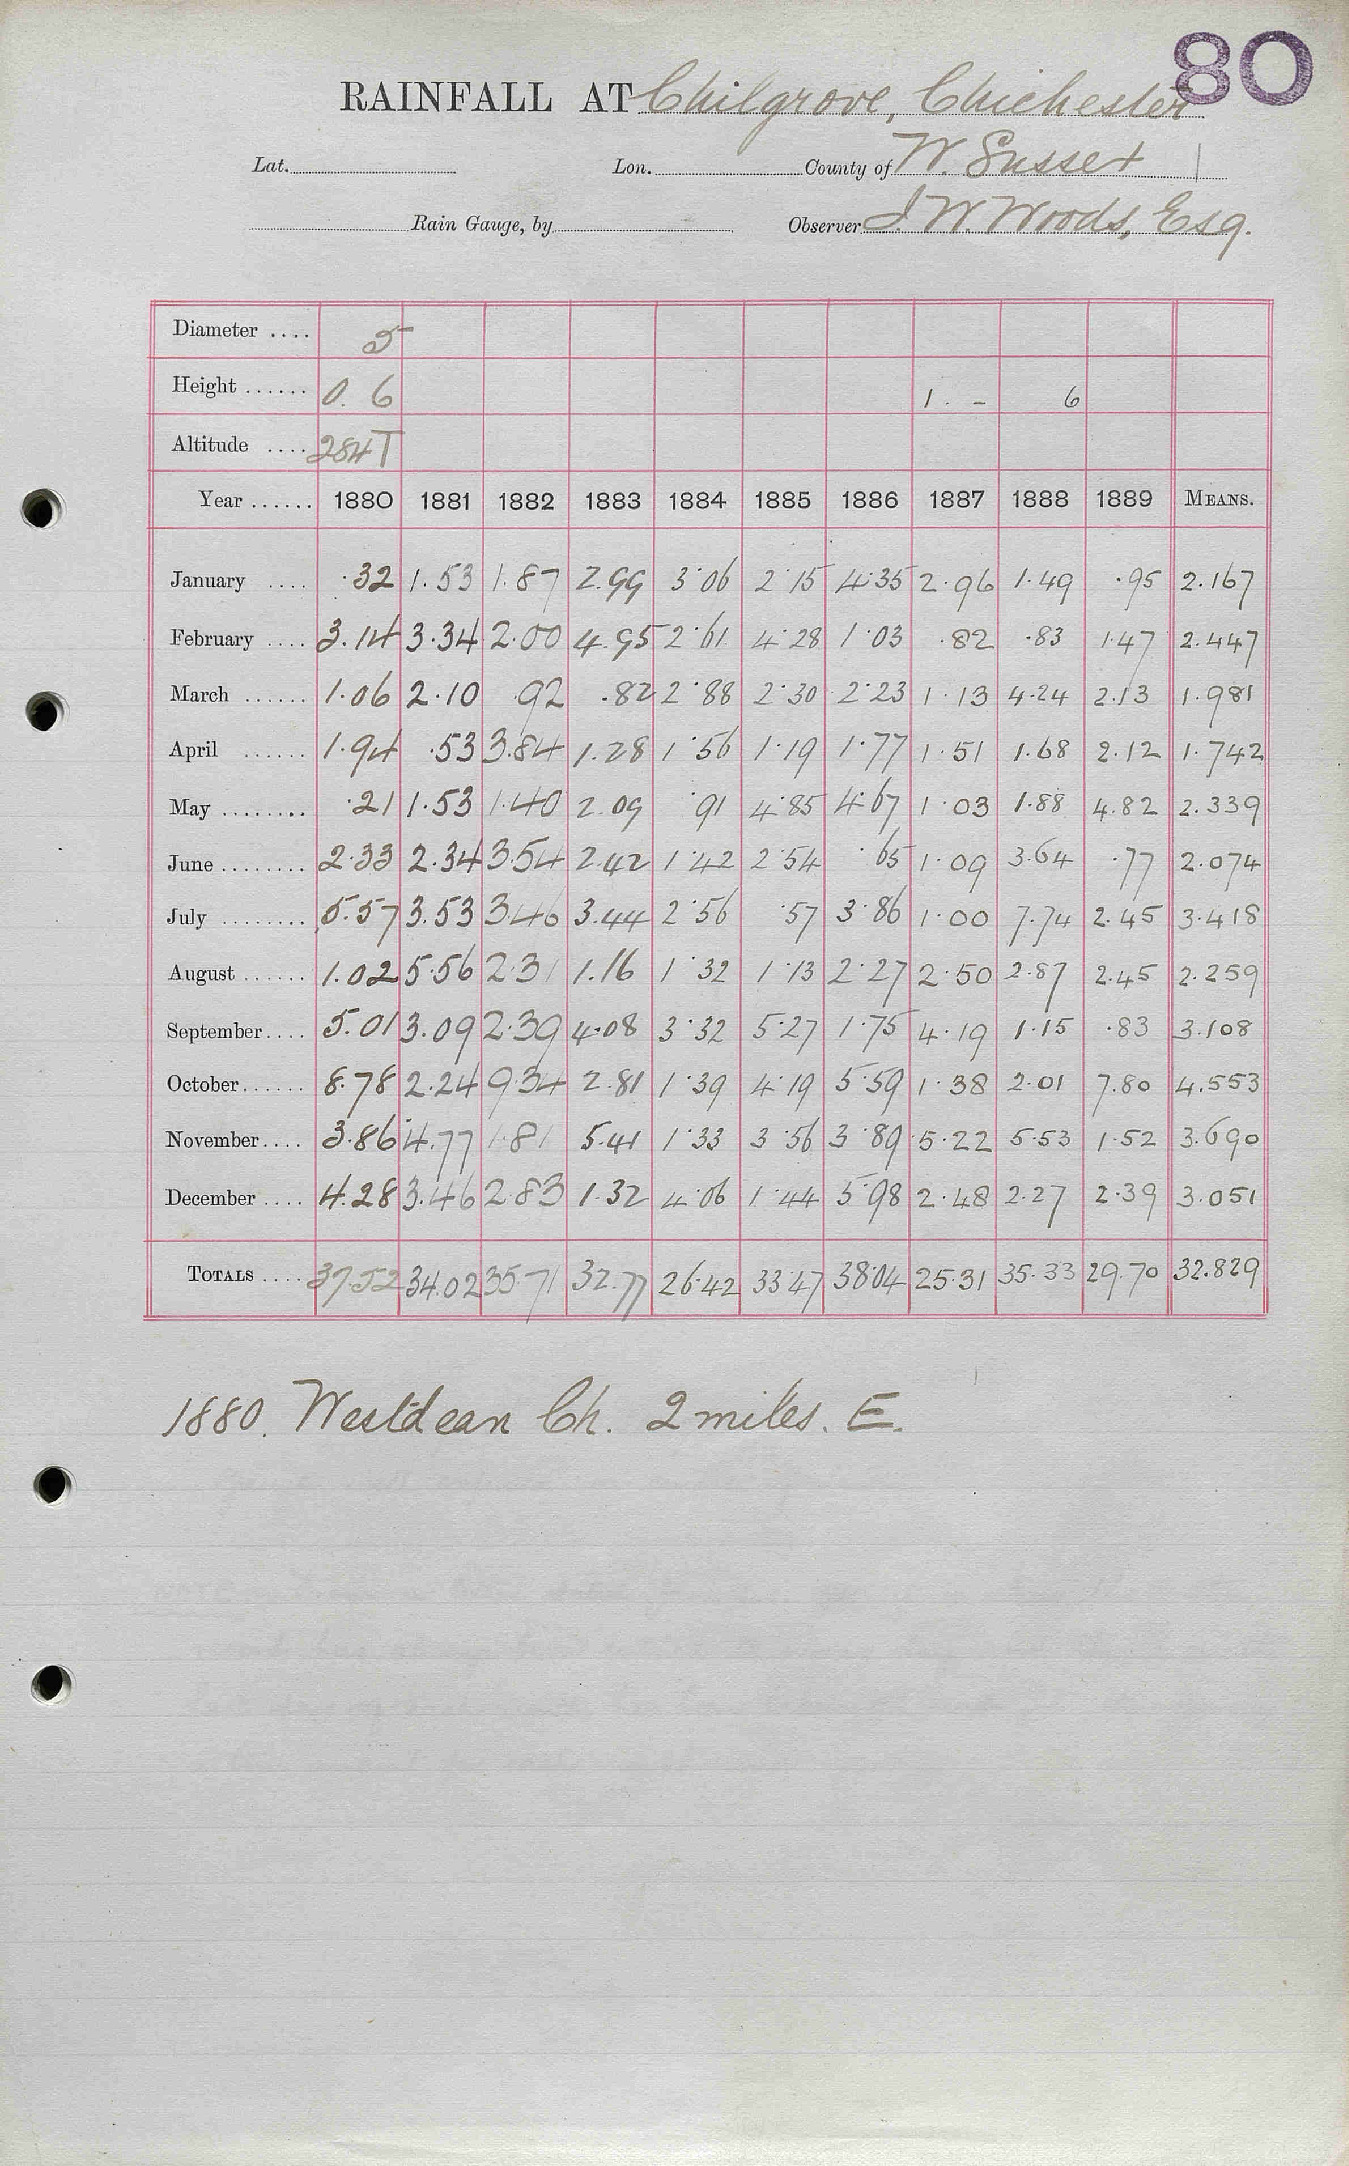 80
RAINFALL AT Chilgrove, Chichester
Lat. Lon. County of W. Sussex
Rain Gauge, by Observer J. W. Woods, Esq.
Diameter .... 5
Height ...... 0. 6 1. - 6
Altitude .... 284T
Year ...... 1880 1881 1882 1883 1884 1885 1886 1887 1888 1889 MEANS.
January .... .32 1.53 1.87 2.99 3.06 2.15 4.35 2.96 1.49 .95 2.167
February .... 3.14 3.34 2.00 4.95 2.61 4.28 1.03 .82 .83 1.47 2.447
March ...... 1.06 2.10 .92 .82 2.88 2.30 2.23 1.13 4.24 2.13 1.981
April ...... 1.94 .53 3.84 1.28 1.56 1.19 1.77 1.51 1.68 2.12 1.742
May ........ .21 1.53 1.40 2.09 .91 4.85 4.67 1.03 1.88 4.82 2.339
June ........ 2.33 2.34 3.54 2.42 1.42 2.54 .65 1.09 3.64 .77 2.074
July ........ 5.57 3.53 3.46 3.44 2.56 .57 3.86 1.00 7.74 2.45 3.418
August ...... 1.02 5.56 2.31 1.16 1.32 1.13 2.27 2.50 2.87 2.45 2.259
September .... 5.01 3.09 2.39 4.08 3.32 5.27 1.75 4.19 1.15 .83 3.108
October ...... 8.78 2.24 9.34 2.81 1.39 4.19 5.59 1.38 2.01 7.80 4.553
November .... 3.86 4.77 1.81 5.41 1.33 3.56 3.89 5.22 5.53 1.52 3.690
December .... 4.28 3.46 2.83 1.32 4.06 1.44 5.98 2.48 2.27 2.39 3.051
TOTALS .... 37.52 34.02 35.71 32.77 26.42 33.47 38.04 25.31 35.33 29.70 32.829
1880. Westdean Ch. 2 miles. E.